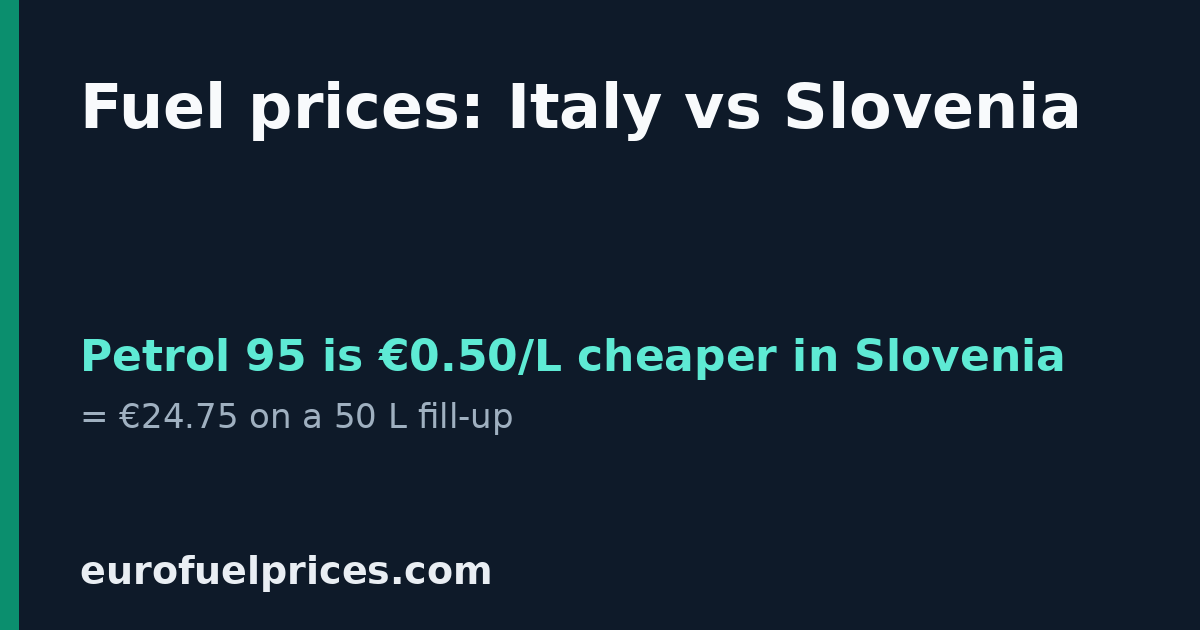 Fuel prices: Italy vs Slovenia
Petrol 95 is €0.50/L cheaper in Slovenia
= €24.75 on a 50 L fill-up
eurofuelprices.com